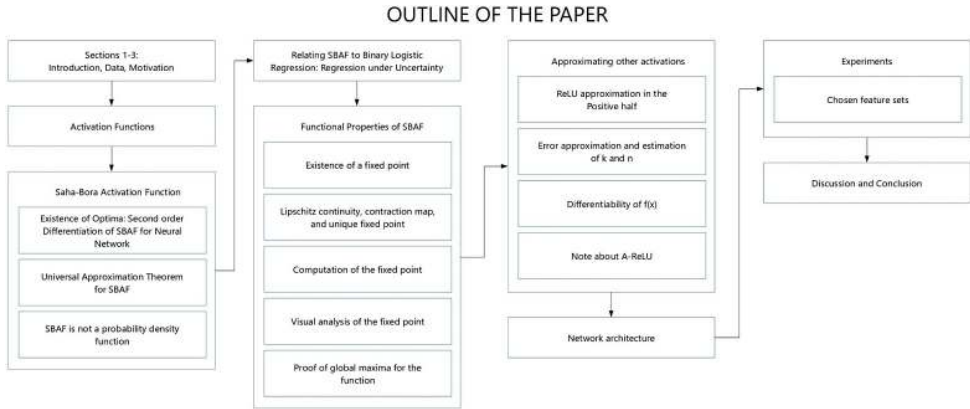 OUTLINE OF THE PAPER
Sections 1-3:
Introduction, Data, Motivation
Activation Functions
Saha-Bora Activation Function
Existence of Optima: Second order
Differentiation of SBAF for Neural
Network
Universal Approximation Theorem
for SBAF
SBAF is not a probability density
function
Relating SBAF to Binary Logistic
Regression: Regression under Uncertainty
Functional Properties of SBAF
Existence of a fixed point
Lipschitz continuity, contraction map,
and unique fixed point
Computation of the fixed point
Visual analysis of the fixed point
Proof of global maxima for the
function
Approximating other activations
ReLU approximation in the
Positive half
Error approximation and estimation
of k and n
Differentiability of f(x)
Note about A-ReLU
Network architecture
Experiments
Chosen feature sets
Discussion and Conclusion